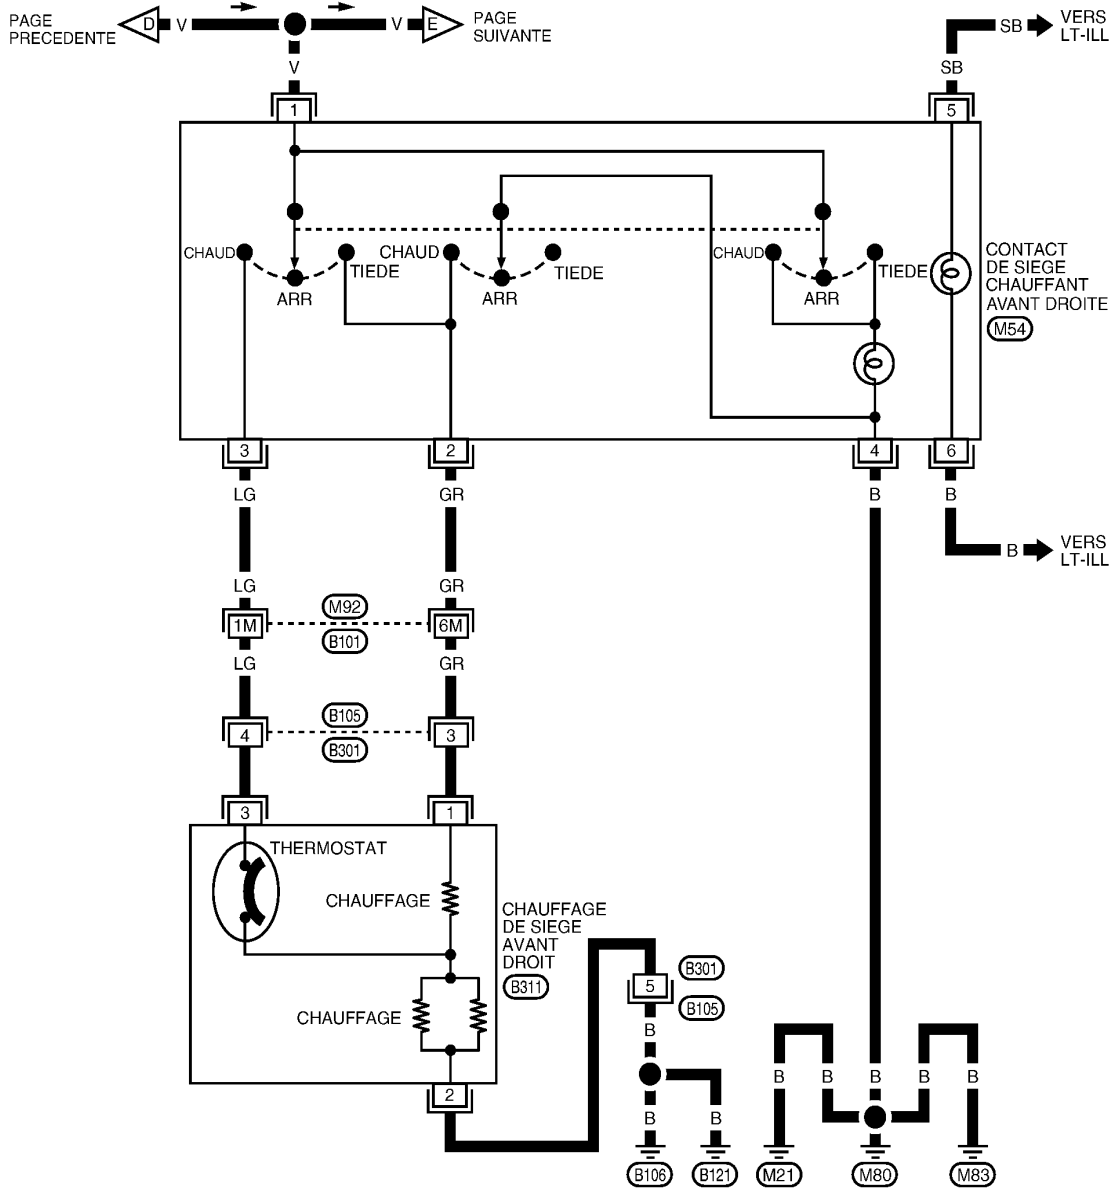 PAGE
PRECEDENTE
D
V
V
E
PAGE
SUIVANTE
SB
VERS
LT-ILL
V
SB
1
5
CHAUD
TIEDE
ARR
CHAUD
TIEDE
ARR
CHAUD
TIEDE
ARR
CONTACT
DE SIEGE
CHAUFFANT
AVANT DROITE
M54
3
2
4
6
LG
GR
B
B
B
VERS
LT-ILL
LG
GR
M92
1M
6M
B101
LG
GR
B105
4
3
B301
3
1
THERMOSTAT
CHAUFFAGE
CHAUFFAGE
DE SIEGE
AVANT
DROIT
B311
CHAUFFAGE
B301
5
B105
B
2
B
B
B
B
B
B
B
B106
B121
M21
M80
M83